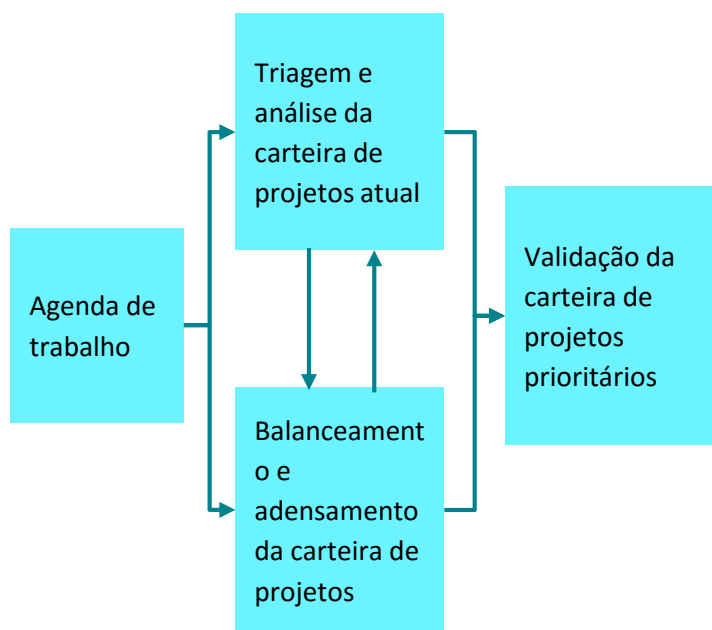 Triagem e
análise da
carteira de
projetos atual
Agenda de
trabalho
Validação da
carteira de
projetos
prioritários
Balanceament
o e
adensamento
da carteira de
projetos